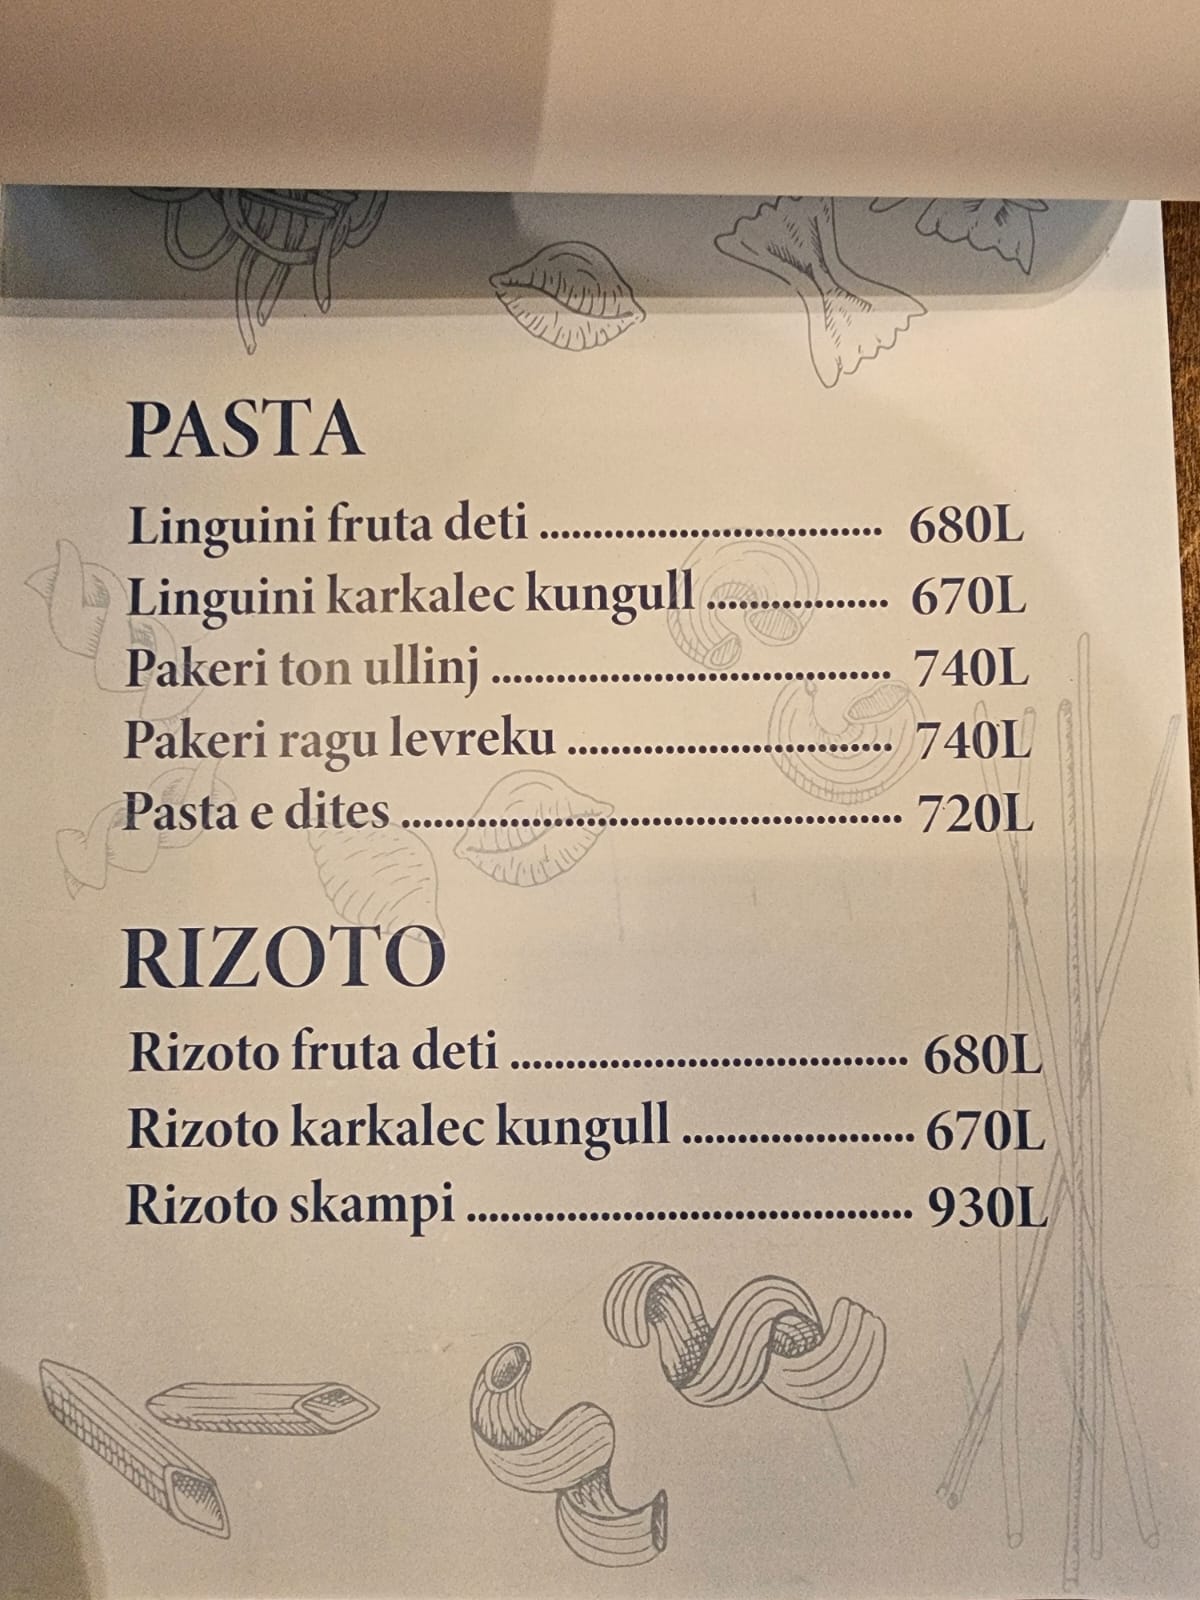 PASTA
Linguini fruta deti ...................................... 680L
Linguini karkalec kungull .................... 670L
Pakeri ton ullinj ............................................ 740L
Pakeri ragu levreku .................................... 740L
Pasta e dites ........................................................ 720L
RIZOTO
Rizoto fruta deti ............................................ 680L
Rizoto karkalec kungull ......................... 670L
Rizoto skampi ................................................. 930L